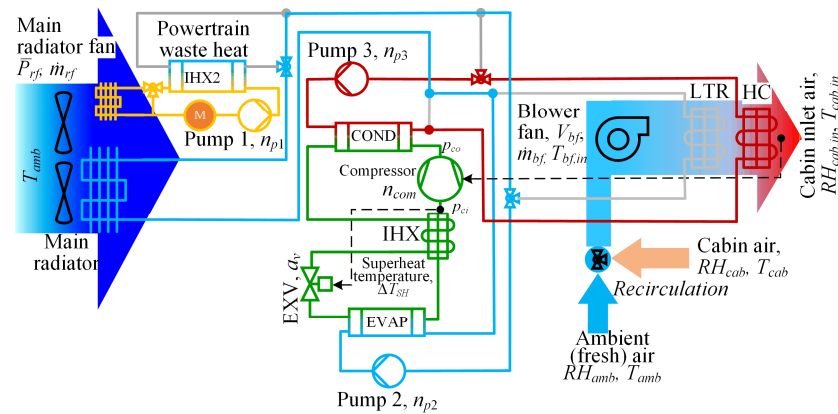 Main
radiator fan
P̅rf, ṁrf
Tamb
Main
radiator
Powertrain
waste heat
IHX2
M
Pump 1, np1
Pump 3, np3
COND
pco
Compressor
ncom
pci
IHX
Superheat
temperature,
ΔTSH
EXV, av
EVAP
Pump 2, np2
Blower
fan, Vbf,
ṁbf, Tbf,in
LTR
HC
Cabin inlet air,
RHcab,in, Tcab,in
Cabin air,
RHcab, Tcab
Recirculation
Ambient
(fresh) air
RHamb, Tamb